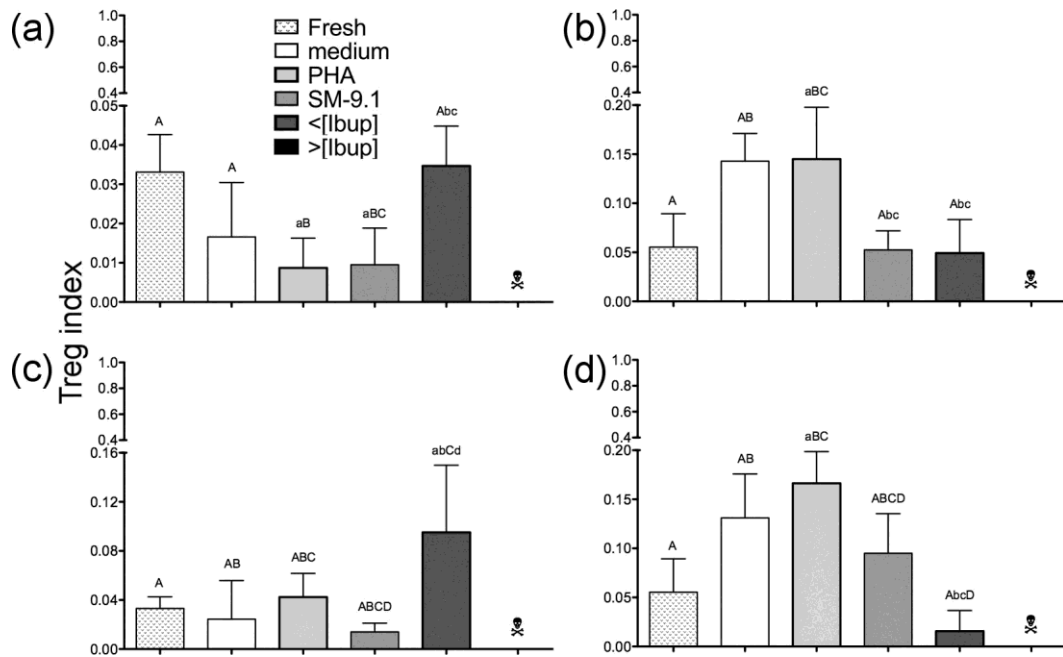 (a)
1.0
0.8
0.6
0.4
0.05
0.04
0.03
0.02
0.01
0.00
Fresh
medium
PHA
SM-9.1
<[Ibup]
>[Ibup]
A
A
aB
aBC
Abc
(b)
1.0
0.8
0.6
0.4
0.20
0.15
0.10
0.05
0.00
A
AB
aBC
Abc
Abc
Treg index
(c)
1.0
0.8
0.6
0.4
0.16
0.12
0.08
0.04
0.00
A
AB
ABC
ABCD
abCd
(d)
1.0
0.8
0.6
0.4
0.20
0.15
0.10
0.05
0.00
A
AB
aBC
ABCD
AbcD